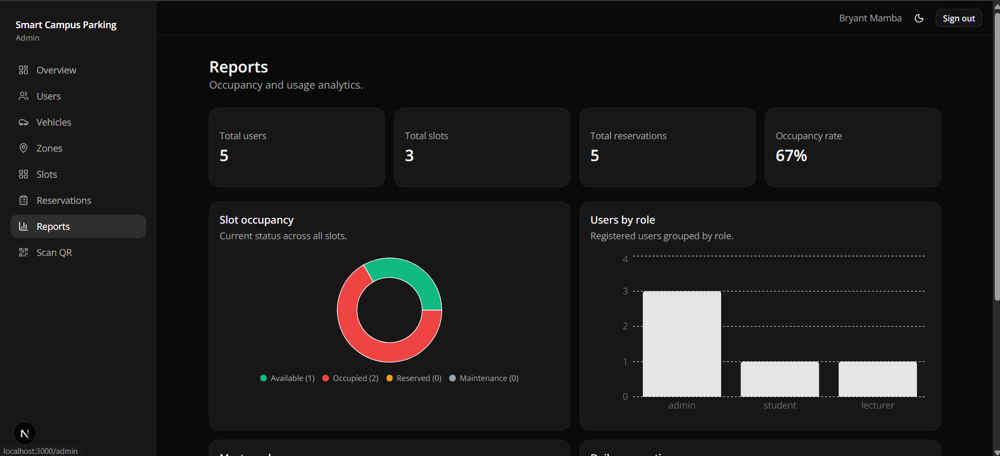 Smart Campus Parking
Admin
Overview
Users
Vehicles
Zones
Slots
Reservations
Reports
Scan QR
N
localhost:3000/admin
Bryant Mamba
Sign out
Reports
Occupancy and usage analytics.
Total users
5
Total slots
3
Total reservations
5
Occupancy rate
67%
Slot occupancy
Current status across all slots.
Available (1) Occupied (2) Reserved (0) Maintenance (0)
Users by role
Registered users grouped by role.
4
3
2
1
0
admin student lecturer